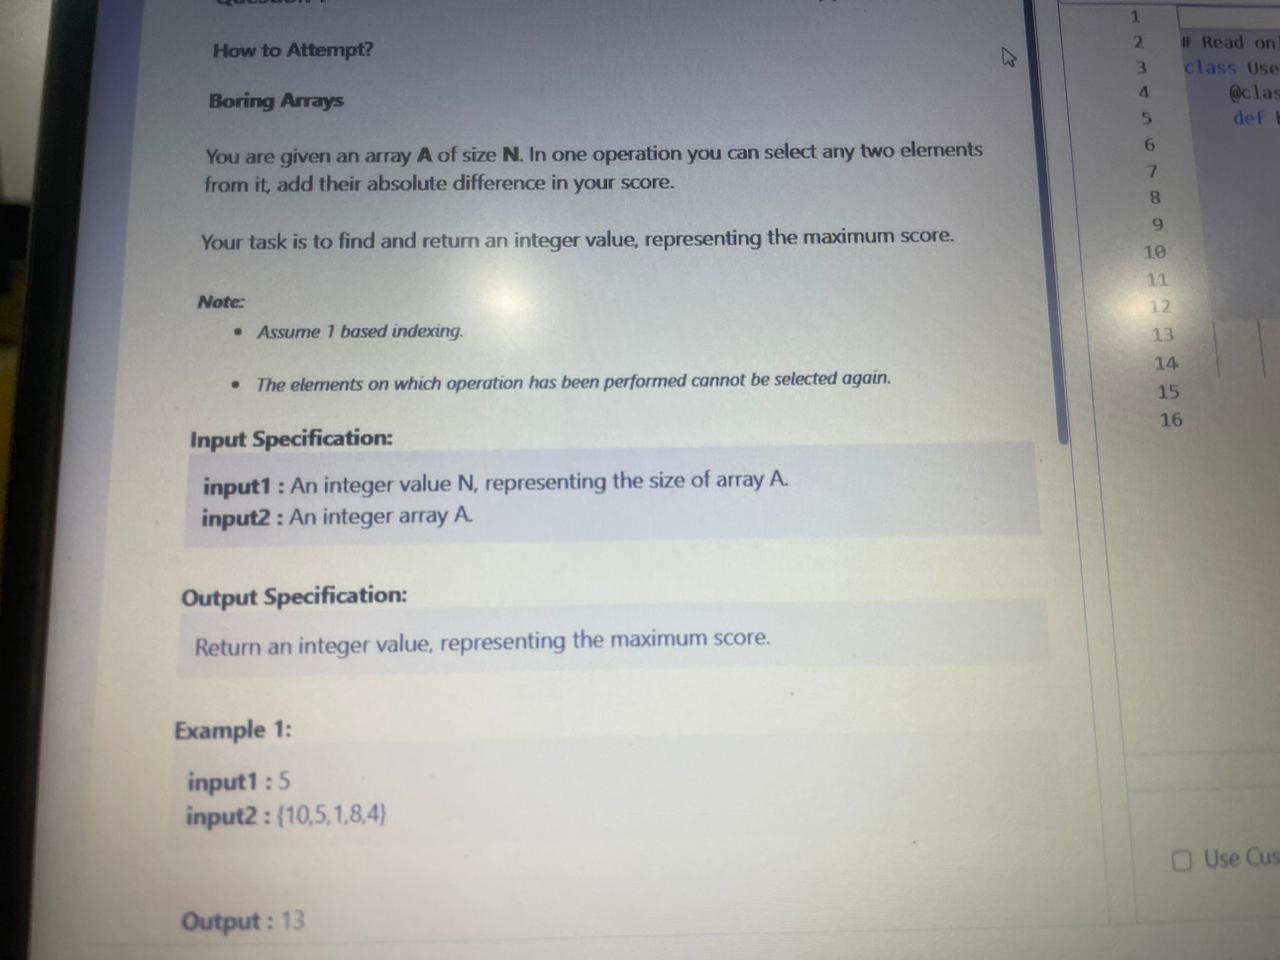 How to Attempt?
Boring Arrays
You are given an array A of size N. In one operation you can select any two elements
from it, add their absolute difference in your score.
Your task is to find and return an integer value, representing the maximum score.
Note:
• Assume 1 based indexing.
• The elements on which operation has been performed cannot be selected again.
Input Specification:
input1 : An integer value N, representing the size of array A.
input2 : An integer array A.
Output Specification:
Return an integer value, representing the maximum score.
Example 1:
input1 : 5
input2 : {10,5,1,8,4}
Output : 13
1
2 # Read on
3 class Use
4 @clas
5 def
6
7
8
9
10
11
12
13
14
15
16
Use Cus